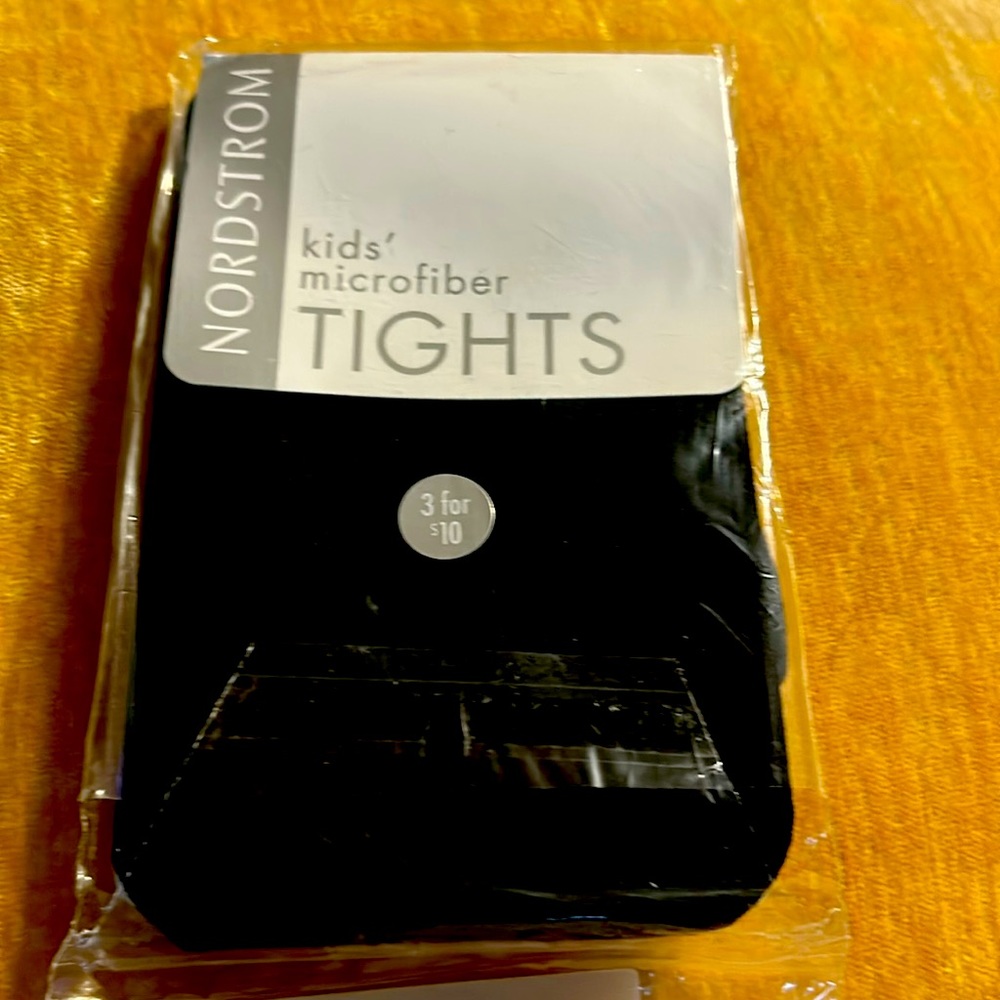 NORDSTROM
kids'
microfiber
TIGHTS
3 for
$10